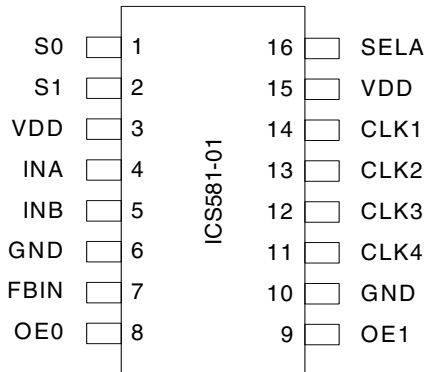 S0 1 16 SELA
S1 2 15 VDD
VDD 3 14 CLK1
INA 4 13 CLK2
INB 5 12 CLK3
GND 6 11 CLK4
FBIN 7 10 GND
OE0 8 9 OE1
ICS581-01